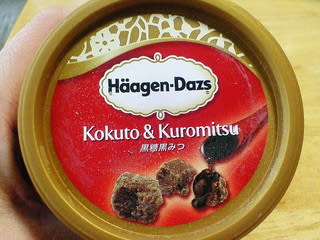 Häagen-Dazs
Kokuto & Kuromitsu
黒糖黒みつ